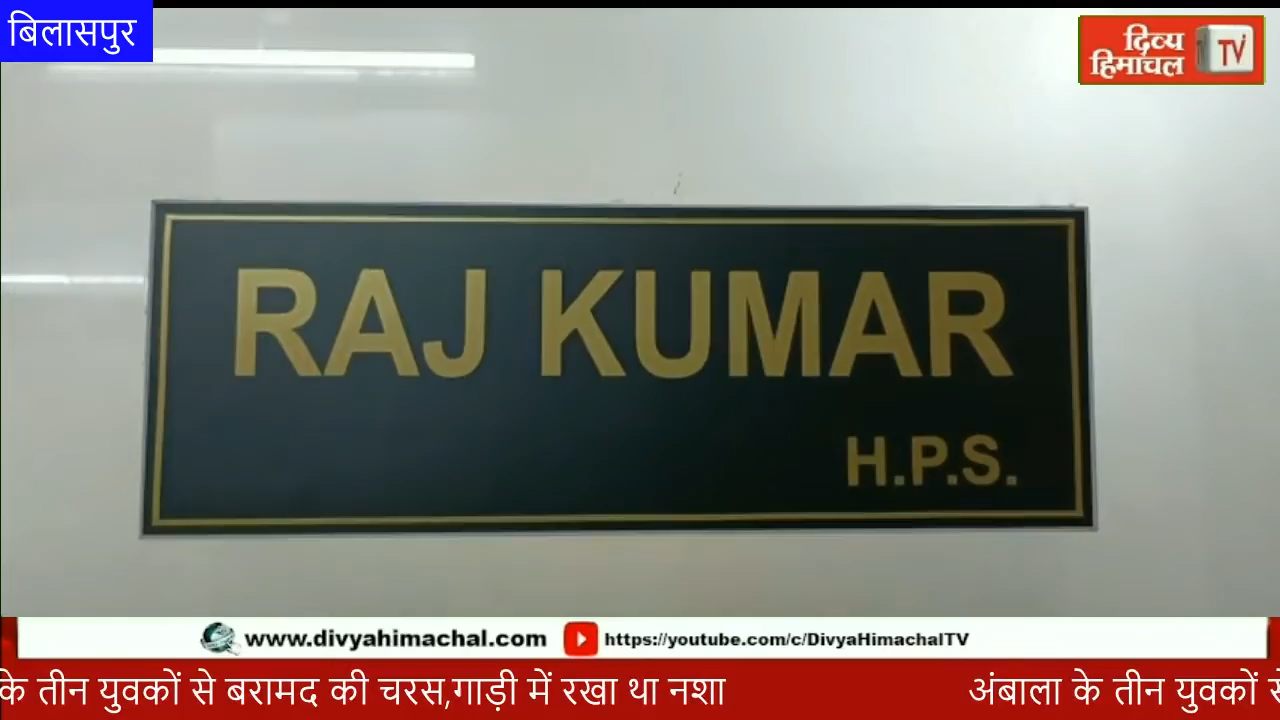 बिलासपुर
दिव्य
हिमाचल
TV
RAJ KUMAR
H.P.S.
www.divyahimachal.com
https://youtube.com/c/DivyaHimachalTV
के तीन युवकों से बरामद की चरस,गाड़ी में रखा था नशा अंबाला के तीन युवकों से